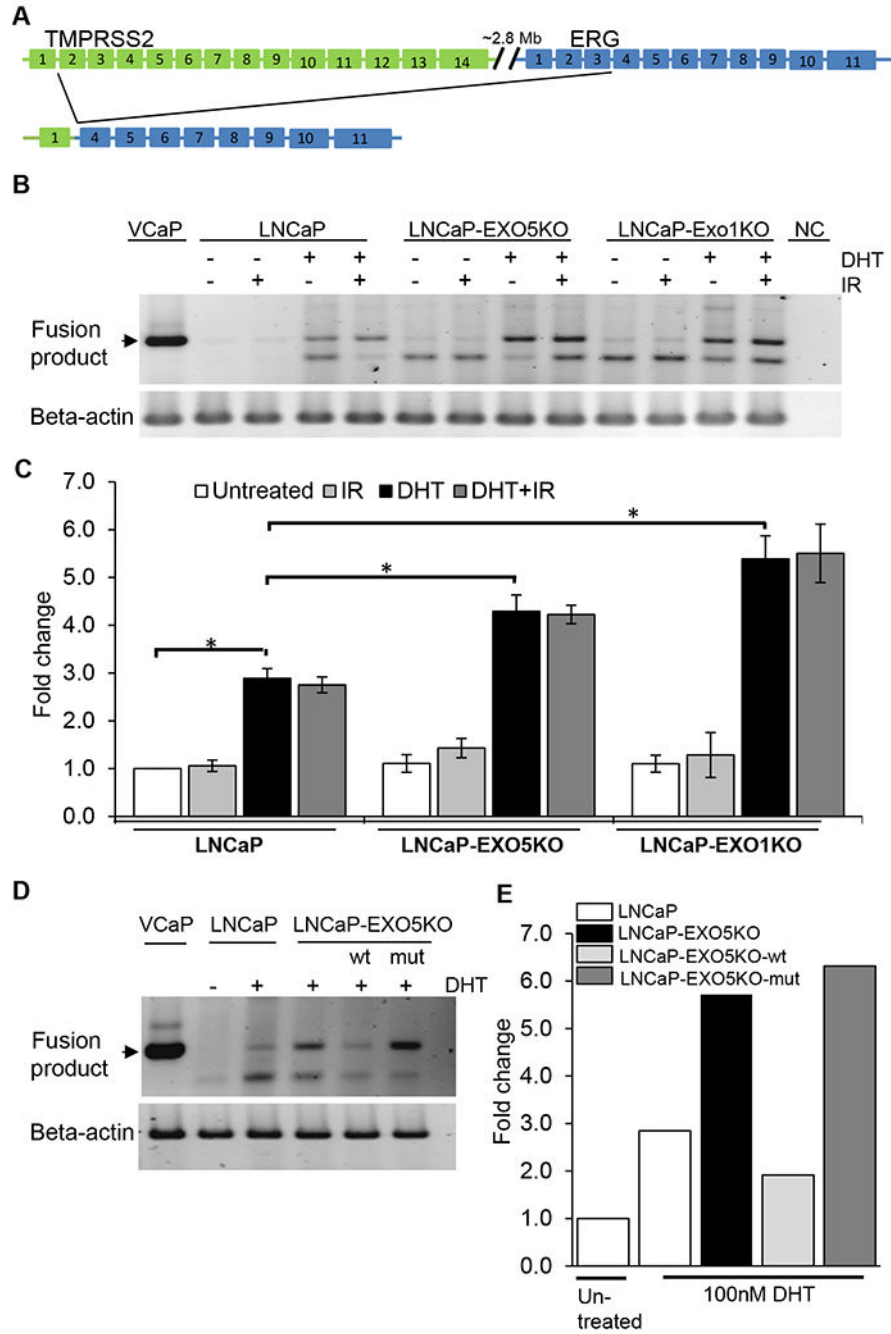 A
TMPRSS2 ~2.8 Mb ERG
1 2 3 4 5 6 7 8 9 10 11 12 13 14 1 2 3 4 5 6 7 8 9 10 11
1 4 5 6 7 8 9 10 11
B
VCaP LNCaP LNCaP-EXO5KO LNCaP-Exo1KO NC
- - + + - - + + - - + + DHT
- + - + - + - + - + - + IR
Fusion
product
Beta-actin
C
7.0
6.0
5.0
4.0
3.0
2.0
1.0
0.0
Fold change
Untreated IR DHT DHT+IR
*
*
*
LNCaP LNCaP-EXO5KO LNCaP-EXO1KO
D
VCaP LNCaP LNCaP-EXO5KO
wt mut
- + + + + DHT
Fusion
product
Beta-actin
E
LNCaP
LNCaP-EXO5KO
LNCaP-EXO5KO-wt
LNCaP-EXO5KO-mut
7.0
6.0
5.0
4.0
3.0
2.0
1.0
0.0
Fold change
Un-
treated
100nM DHT